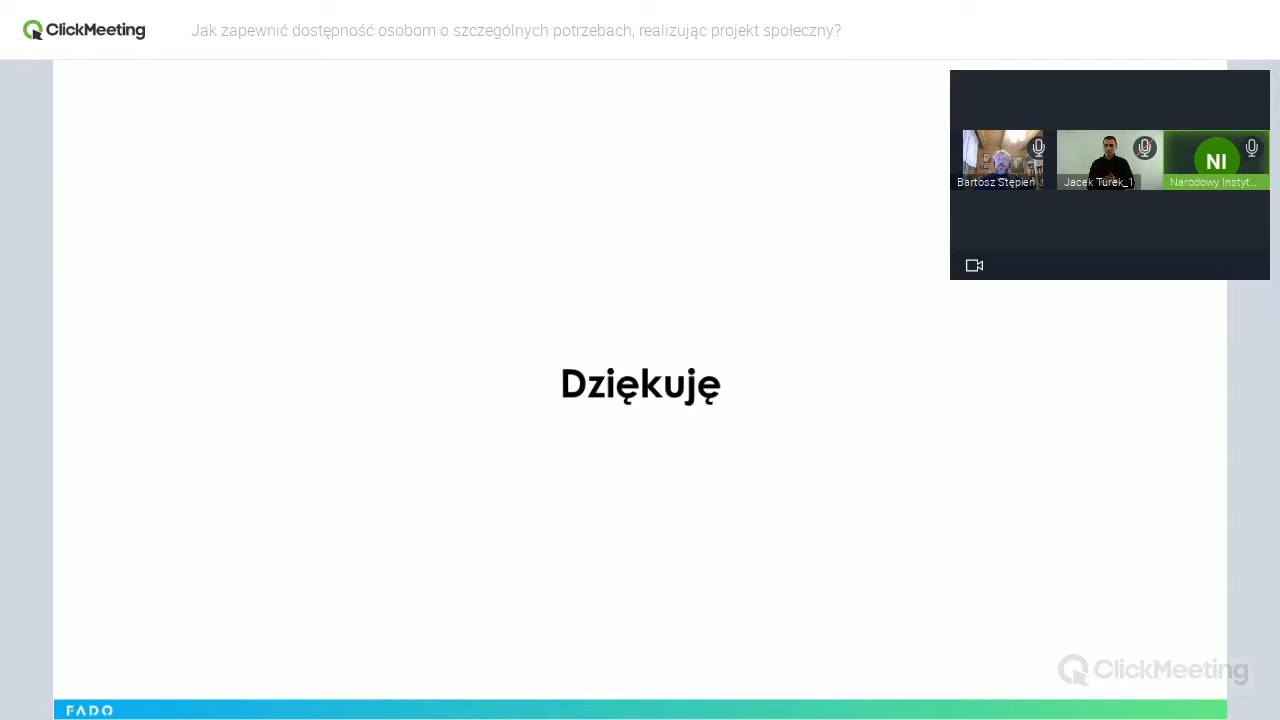 ClickMeeting
Jak zapewnić dostępność osobom o szczególnych potrzebach, realizując projekt społeczny?
NI
Bartosz Stępień
Jacek Turek_1
Narodowy Instyt...
Dziękuję
ClickMeeting
FADO